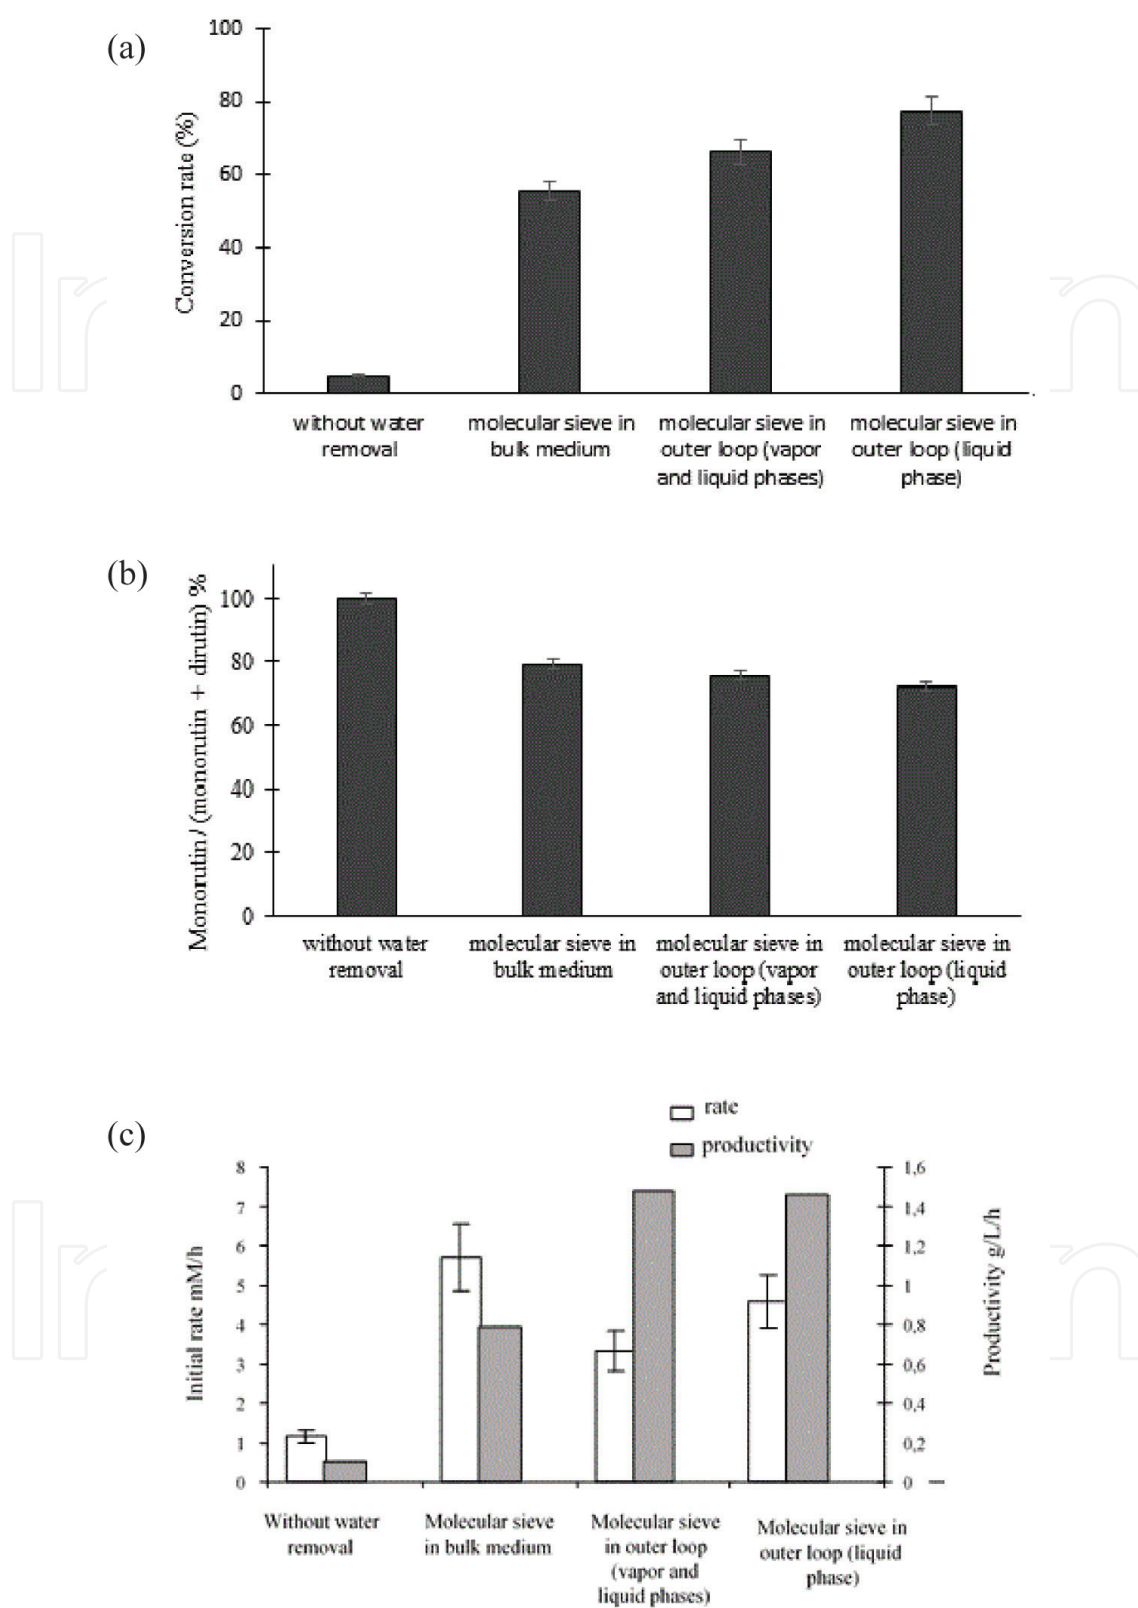 (a)
Conversion rate (%)
100
80
60
40
20
0
without water
removal
molecular sieve in
bulk medium
molecular sieve in
outer loop (vapor
and liquid phases)
molecular sieve in
outer loop (liquid
phase)
(b)
Monorutin / (monorutin + dirutin) %
100
80
60
40
20
0
without water
removal
molecular sieve in
bulk medium
molecular sieve in
outer loop (vapor
and liquid phases)
molecular sieve in
outer loop (liquid
phase)
(c)
rate
productivity
Initial rate mM/h
8
7
6
5
4
3
2
1
0
1,6
1,4
1,2
1
0,8
0,6
0,4
0,2
0
Productivity g/L/h
Without water
removal
Molecular sieve
in bulk medium
Molecular sieve
in outer loop
(vapor and
liquid phases)
Molecular sieve in
outer loop (liquid
phase)